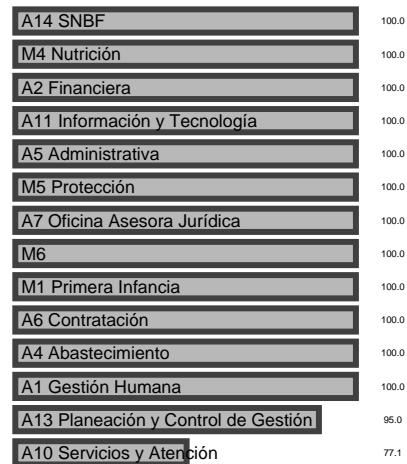 A14 SNBF 100.0
M4 Nutrición 100.0
A2 Financiera 100.0
A11 Información y Tecnología 100.0
A5 Administrativa 100.0
M5 Protección 100.0
A7 Oficina Asesora Jurídica 100.0
M6 100.0
M1 Primera Infancia 100.0
A6 Contratación 100.0
A4 Abastecimiento 100.0
A1 Gestión Humana 100.0
A13 Planeación y Control de Gestión 95.0
A10 Servicios y Atención 77.1